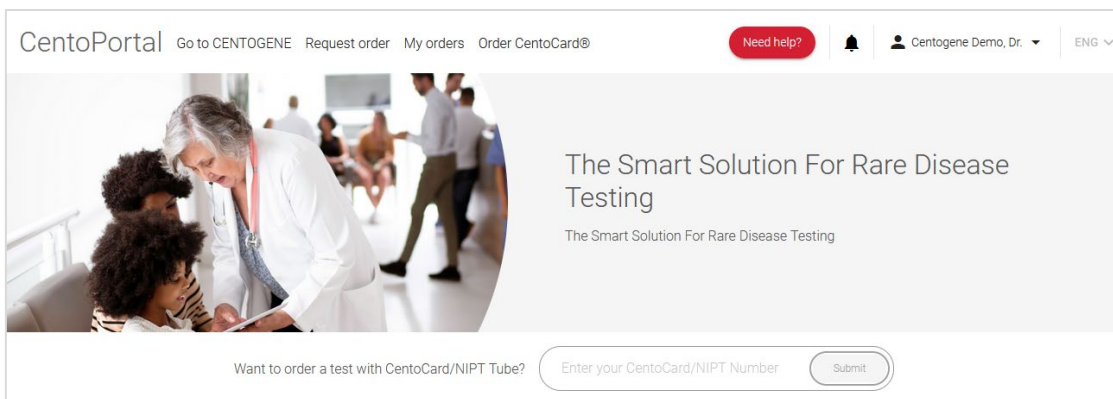 CentoPortal Go to CENTOGENE Request order My orders Order CentoCard® Need help? Centogene Demo, Dr. ENG
The Smart Solution For Rare Disease
Testing
The Smart Solution For Rare Disease Testing
Want to order a test with CentoCard/NIPT Tube? Enter your CentoCard/NIPT Number Submit